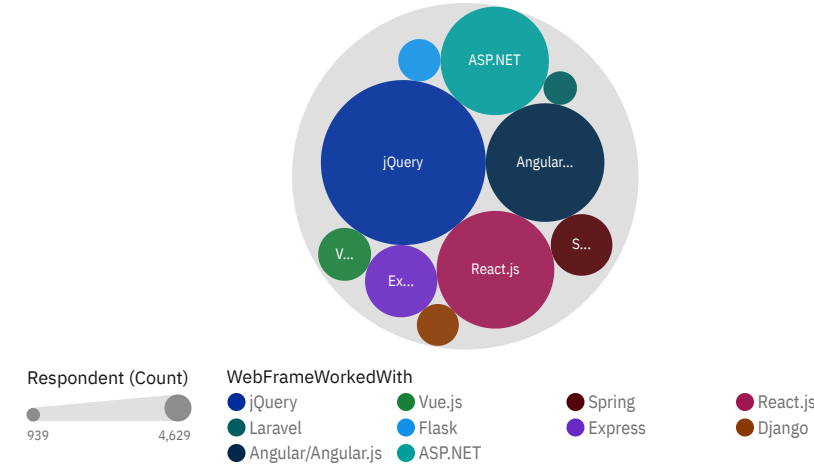 ASP.NET
jQuery
Angular...
V...
S...
Ex...
React.js
Respondent (Count)
939
4,629
WebFrameWorkedWith
jQuery
Vue.js
Spring
React.js
Laravel
Flask
Express
Django
Angular/Angular.js
ASP.NET